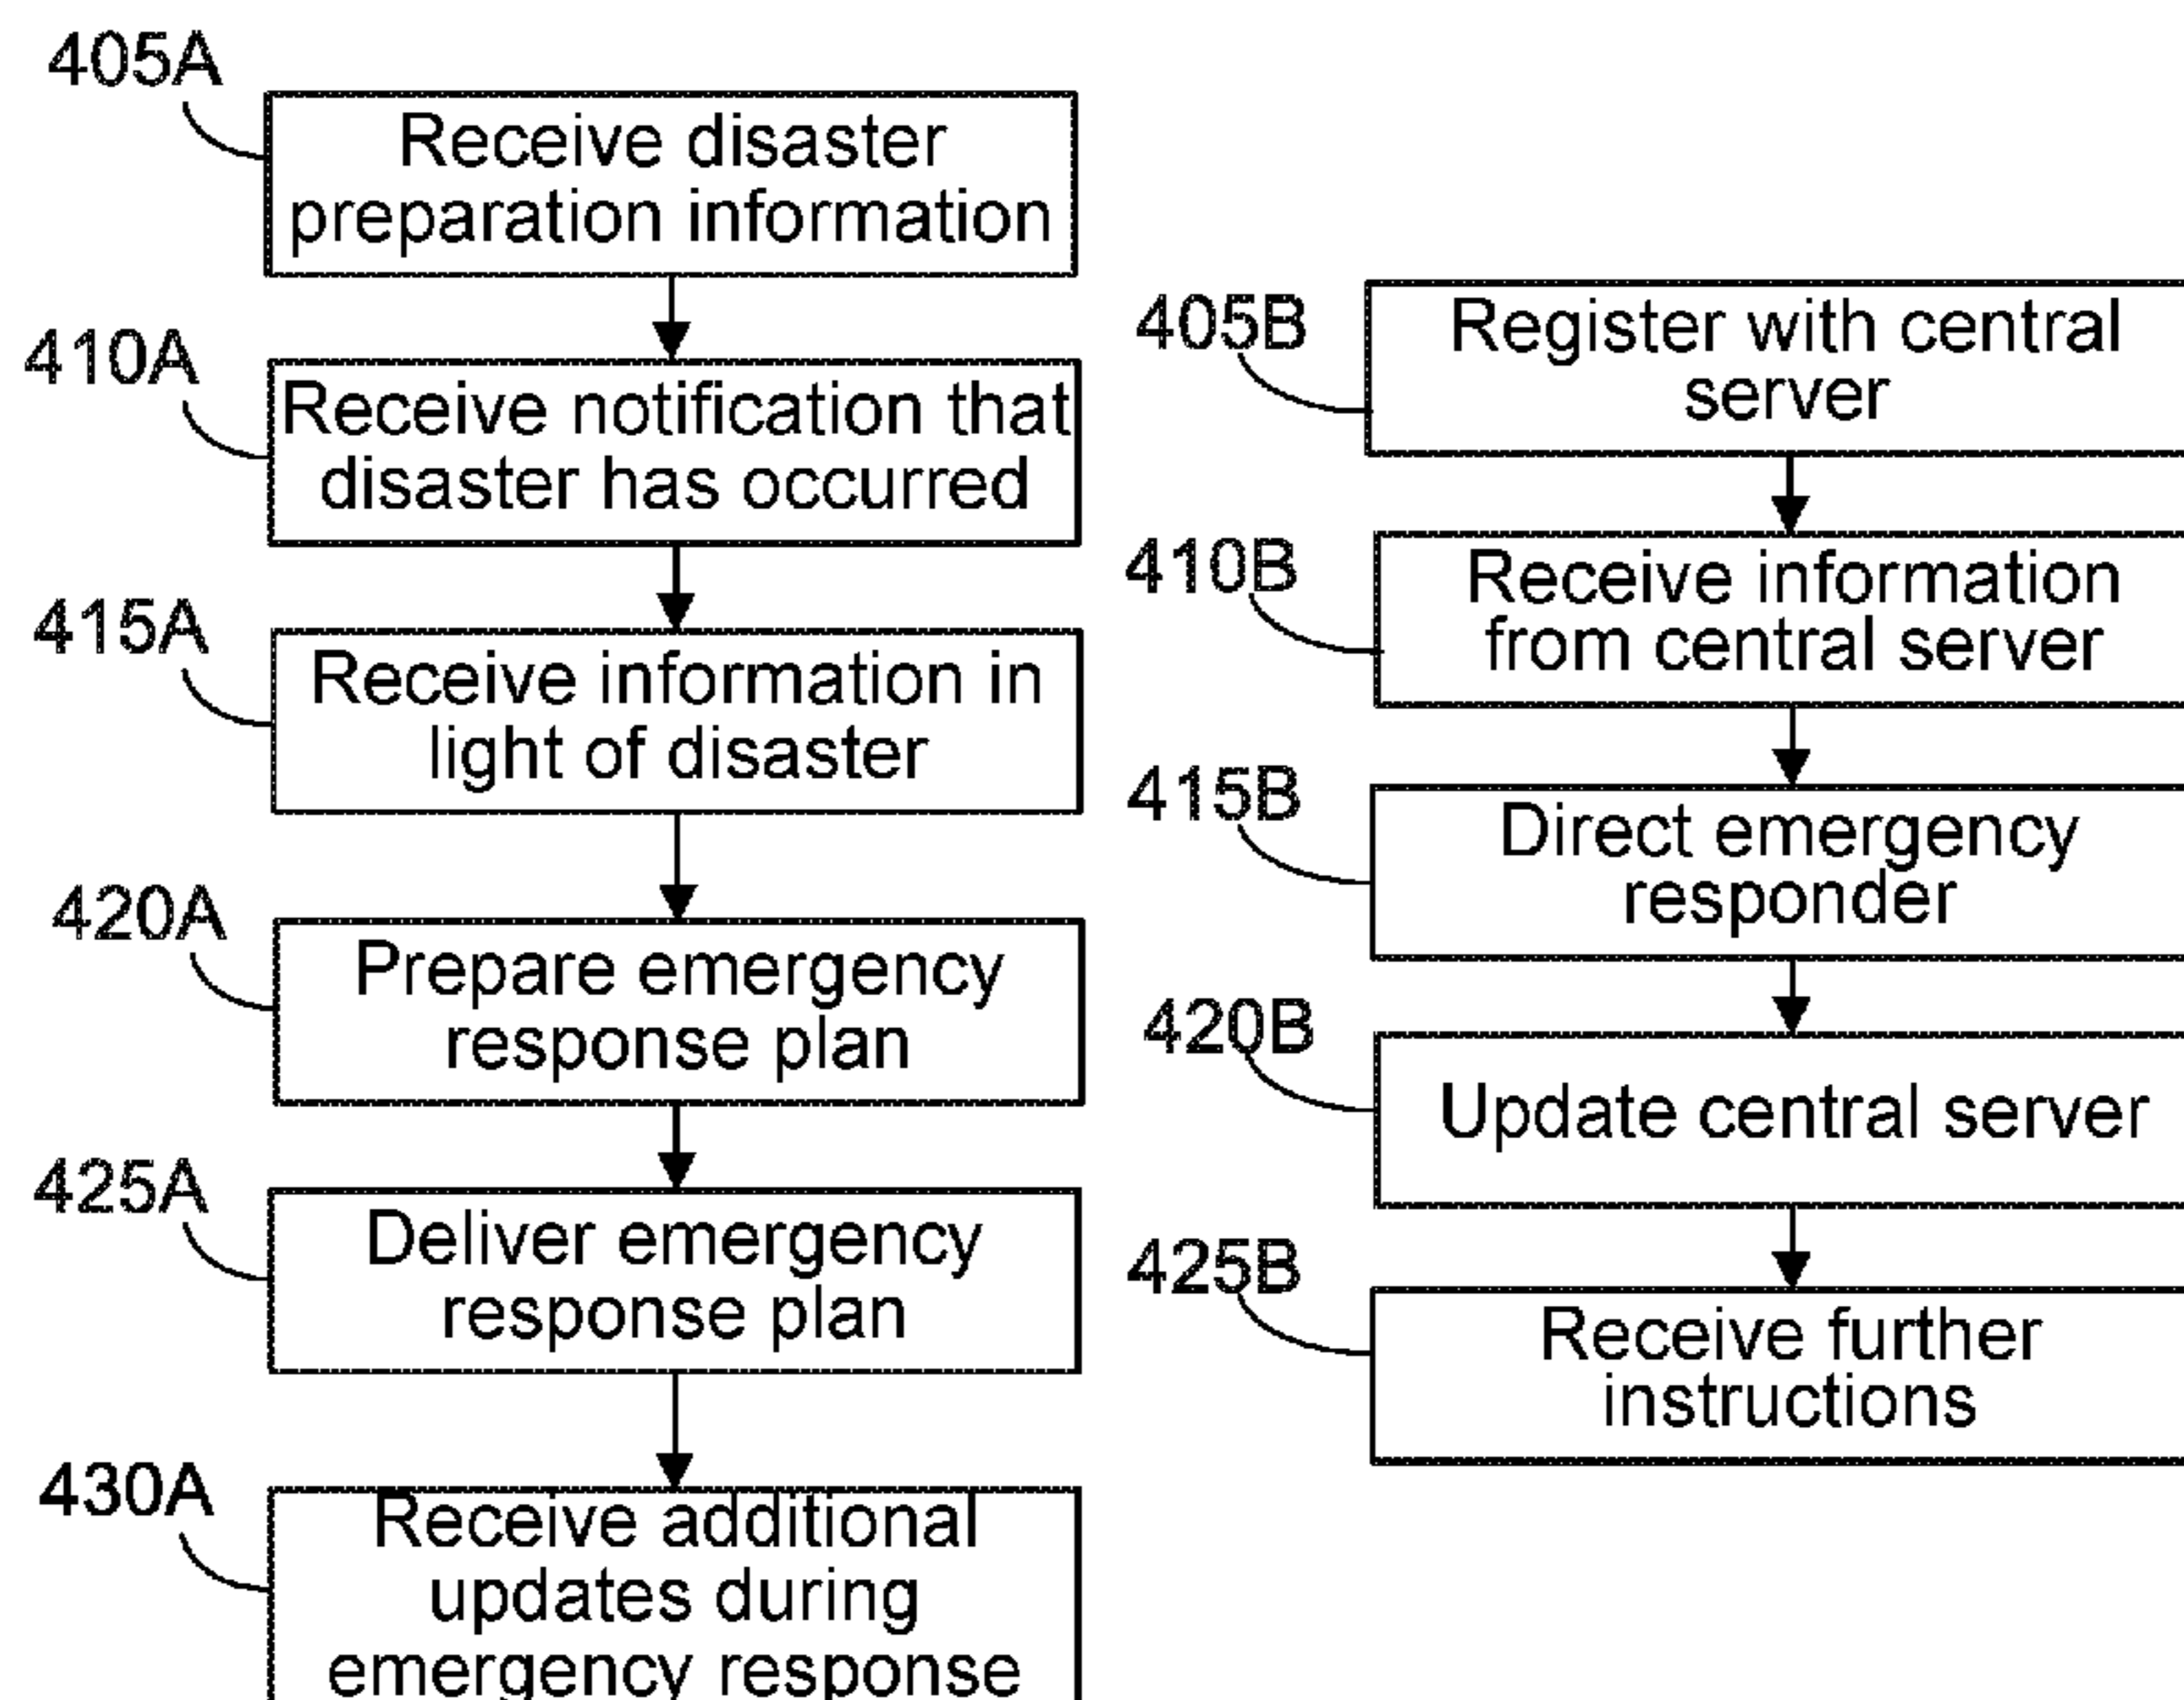 405A
Receive disaster
preparation information
410A
Receive notification that
disaster has occurred
415A
Receive information in
light of disaster
420A
Prepare emergency
response plan
425A
Deliver emergency
response plan
430A
Receive additional
updates during
emergency response
405B
Register with central
server
410B
Receive information
from central server
415B
Direct emergency
responder
420B
Update central server
425B
Receive further
instructions